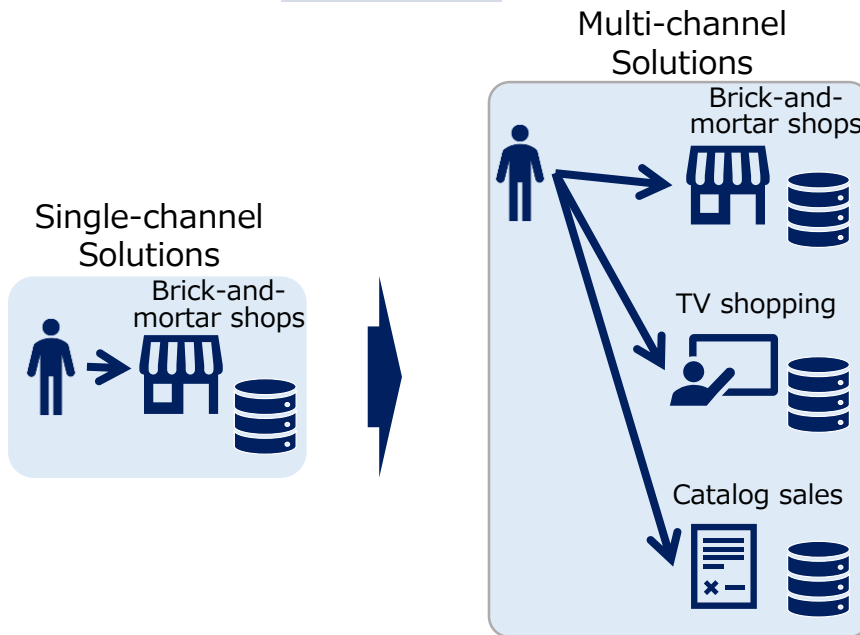 Single-channel
Solutions
Brick-and-
mortar shops
Multi-channel
Solutions
Brick-and-
mortar shops
TV shopping
Catalog sales